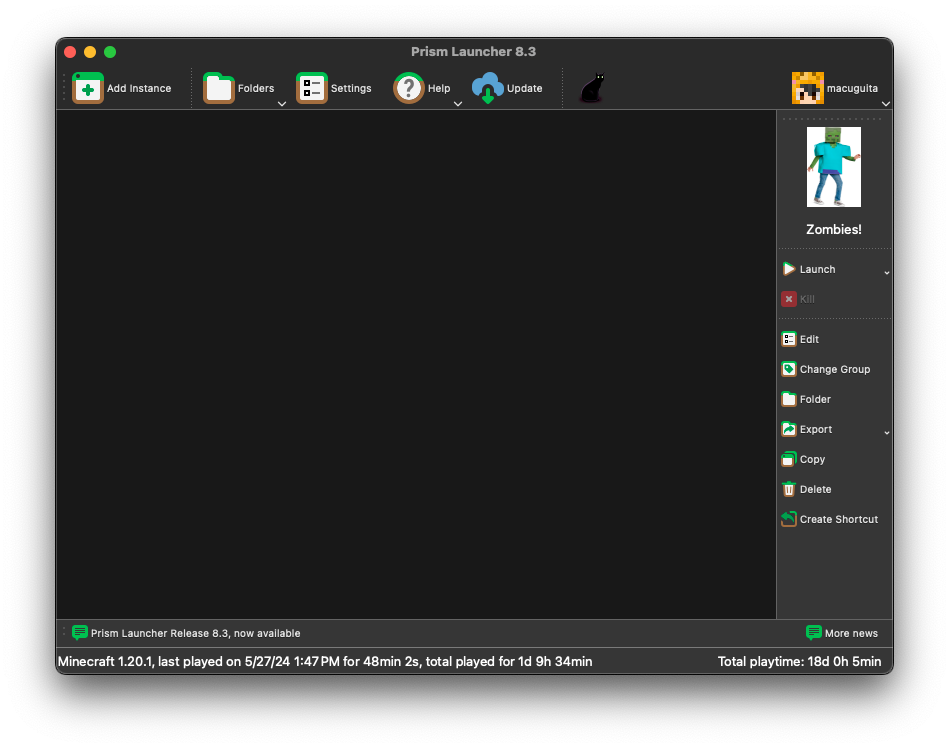 Prism Launcher 8.3
Add Instance
Folders
Settings
Help
Update
macuguita
Zombies!
Launch
Kill
Edit
Change Group
Folder
Export
Copy
Delete
Create Shortcut
Prism Launcher Release 8.3, now available
More news
Minecraft 1.20.1, last played on 5/27/24 1:47 PM for 48min 2s, total played for 1d 9h 34min
Total playtime: 18d 0h 5min